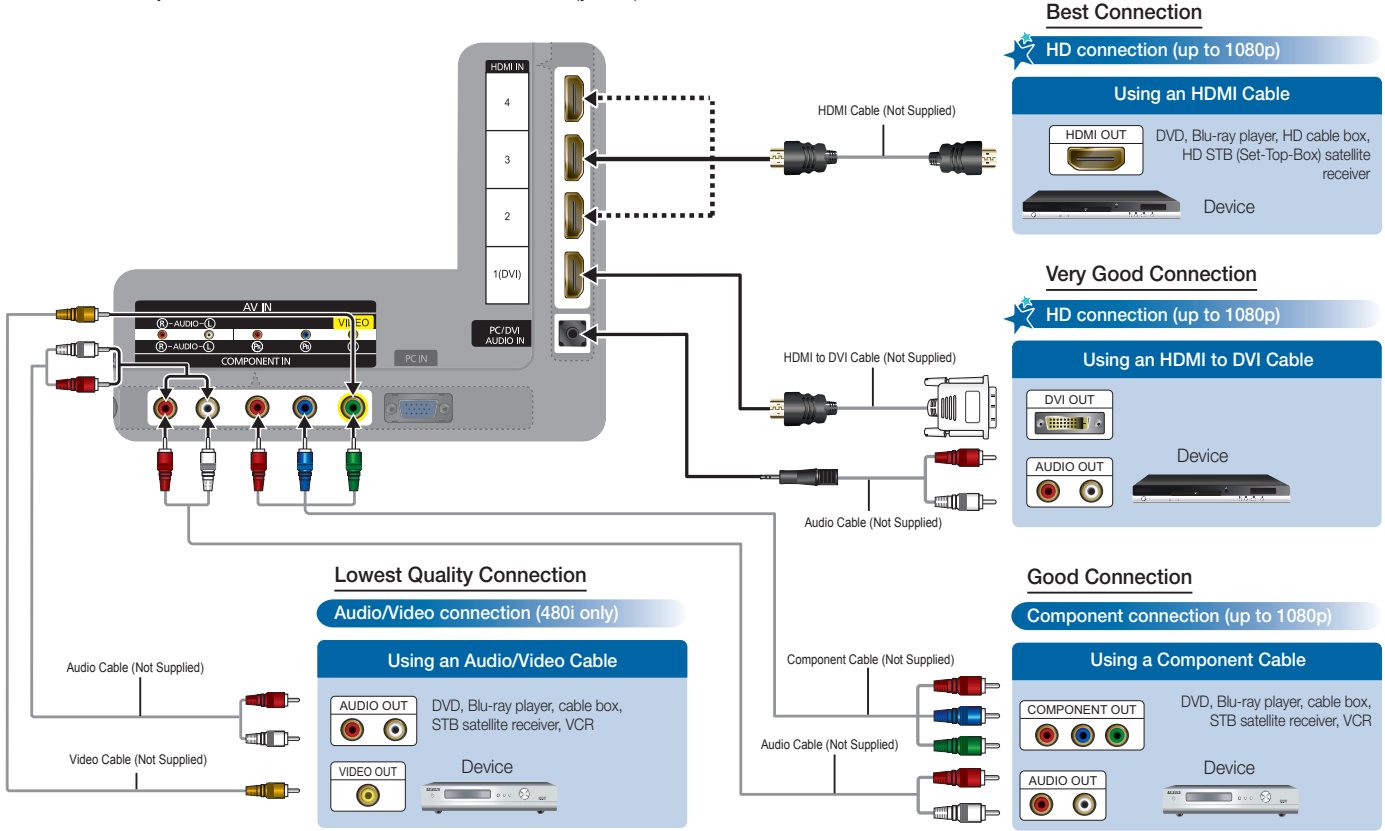 Best Connection
HD connection (up to 1080p)
Using an HDMI Cable
HDMI OUT
DVD, Blu-ray player, HD cable box,
HD STB (Set-Top-Box) satellite
receiver
Device
HDMI Cable (Not Supplied)
HDMI IN
4
3
2
1(DVI)
PC/DVI
AUDIO IN
PC IN
AV IN
R-AUDIO-L
VIDEO
R-AUDIO-L
PR
PB
Y
COMPONENT IN
Very Good Connection
HD connection (up to 1080p)
Using an HDMI to DVI Cable
HDMI to DVI Cable (Not Supplied)
DVI OUT
AUDIO OUT
Device
Audio Cable (Not Supplied)
Lowest Quality Connection
Audio/Video connection (480i only)
Using an Audio/Video Cable
Audio Cable (Not Supplied)
AUDIO OUT
DVD, Blu-ray player, cable box,
STB satellite receiver, VCR
Video Cable (Not Supplied)
VIDEO OUT
Device
Good Connection
Component connection (up to 1080p)
Using a Component Cable
Component Cable (Not Supplied)
COMPONENT OUT
DVD, Blu-ray player, cable box,
STB satellite receiver, VCR
Audio Cable (Not Supplied)
AUDIO OUT
Device